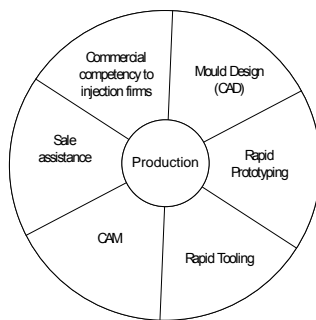 Commercial
competency to
injection firms
Mould Design
(CAD)
Sale
assistance
Production
Rapid
Prototyping
CAM
Rapid Tooling